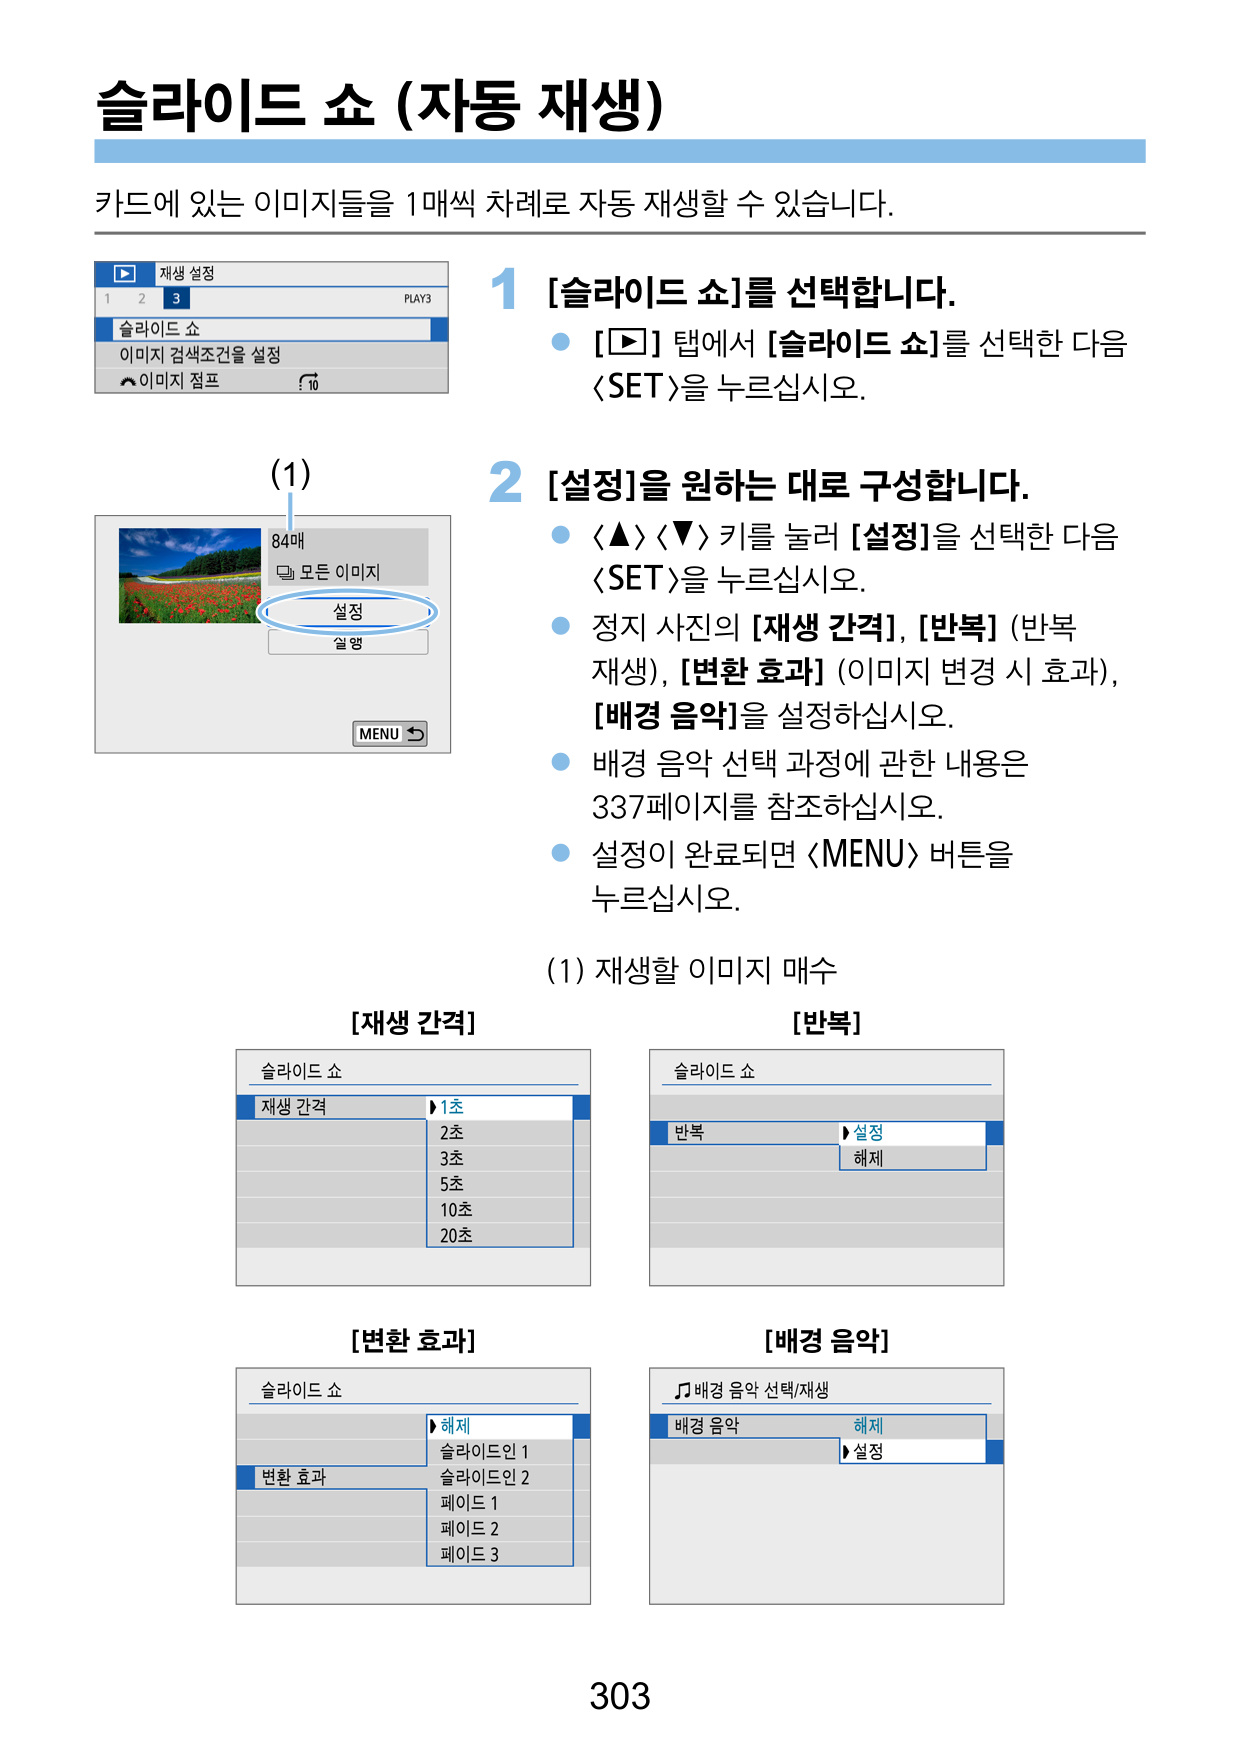 슬라이드 쇼 (자동 재생)
카드에 있는 이미지들을 1매씩 차례로 자동 재생할 수 있습니다.
재생 설정
1 2 3 PLAY3
슬라이드 쇼
이미지 검색조건을 설정
이미지 점프 10
1 [슬라이드 쇼]를 선택합니다.
● [▶] 탭에서 [슬라이드 쇼]를 선택한 다음
〈SET〉을 누르십시오.
(1)
84매
모든 이미지
설정
실행
MENU
2 [설정]을 원하는 대로 구성합니다.
● 〈▲〉〈▼〉 키를 눌러 [설정]을 선택한 다음
〈SET〉을 누르십시오.
● 정지 사진의 [재생 간격], [반복] (반복
재생), [변환 효과] (이미지 변경 시 효과),
[배경 음악]을 설정하십시오.
● 배경 음악 선택 과정에 관한 내용은
337페이지를 참조하십시오.
● 설정이 완료되면 〈MENU〉 버튼을
누르십시오.
(1) 재생할 이미지 매수
[재생 간격]
슬라이드 쇼
재생 간격 1초
2초
3초
5초
10초
20초
[반복]
슬라이드 쇼
반복 설정
해제
[변환 효과]
슬라이드 쇼
해제
슬라이드인 1
변환 효과 슬라이드인 2
페이드 1
페이드 2
페이드 3
[배경 음악]
배경 음악 선택/재생
배경 음악 해제
설정
303